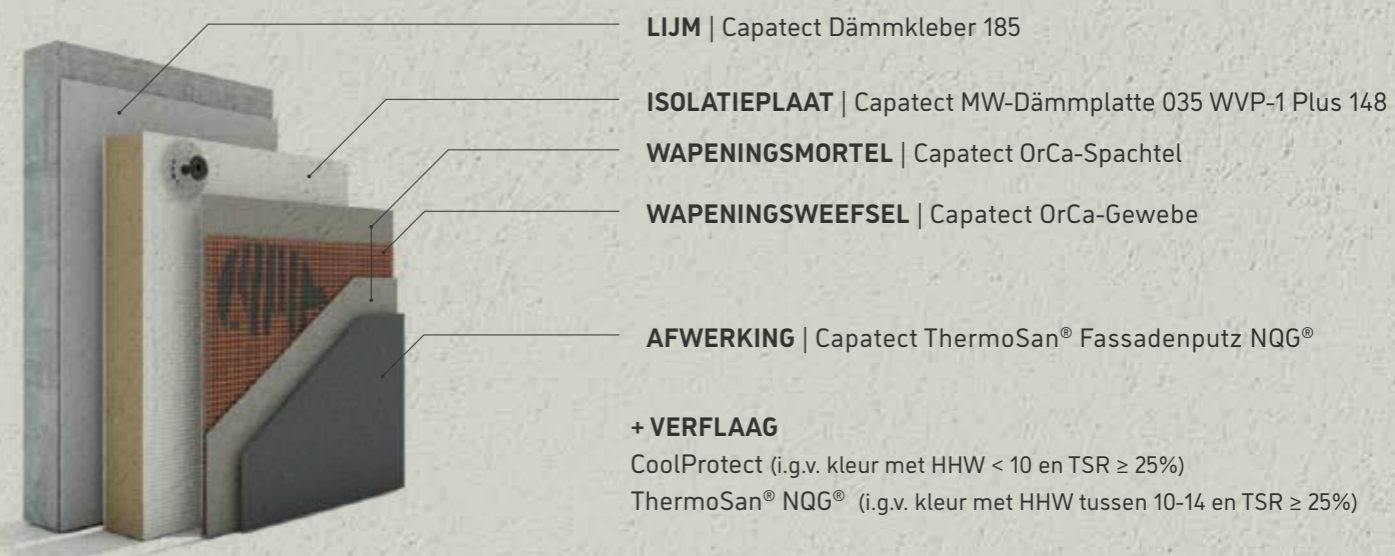 LIJM | Capatect Dämmkleber 185
ISOLATIEPLAAT | Capatect MW-Dämmplatte 035 WVP-1 Plus 148
WAPENINGSMORTEL | Capatect OrCa-Spachtel
WAPENINGSWEEFSEL | Capatect OrCa-Gewebe
AFWERKING | Capatect ThermoSan® Fassadenputz NQG®
+ VERFLAAG
CoolProtect (i.g.v. kleur met HHW < 10 en TSR ≥ 25%)
ThermoSan® NQG® (i.g.v. kleur met HHW tussen 10-14 en TSR ≥ 25%)